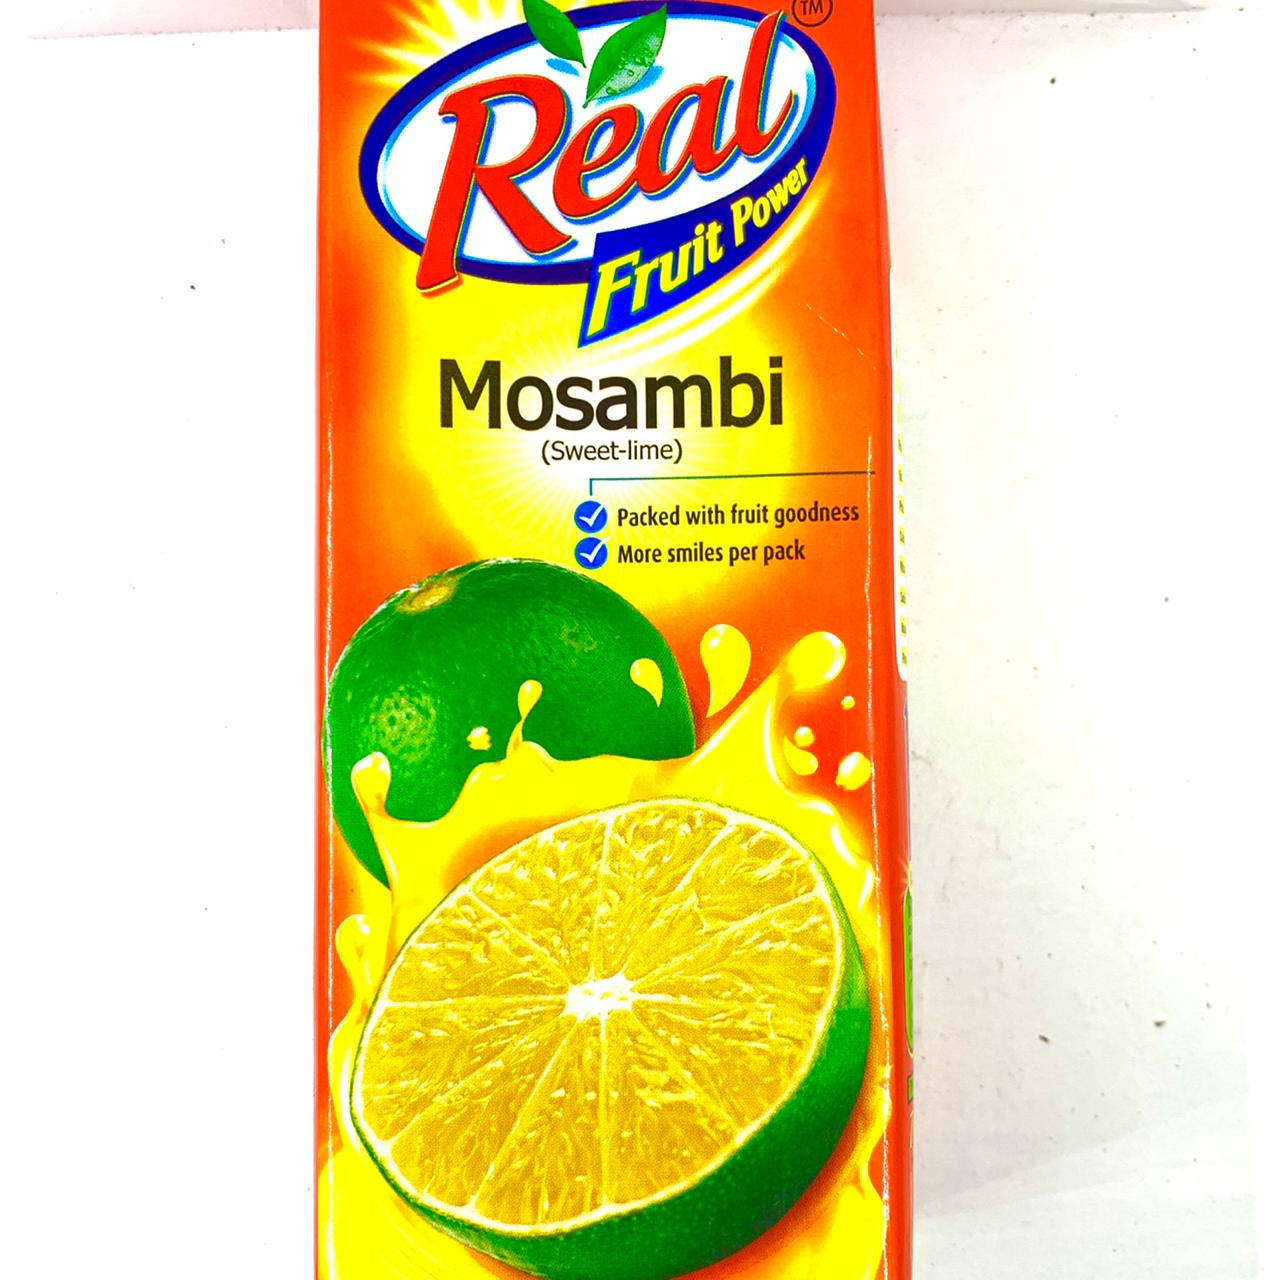 Real
TM
Fruit Power
Mosambi
(Sweet-lime)
Packed with fruit goodness
More smiles per pack